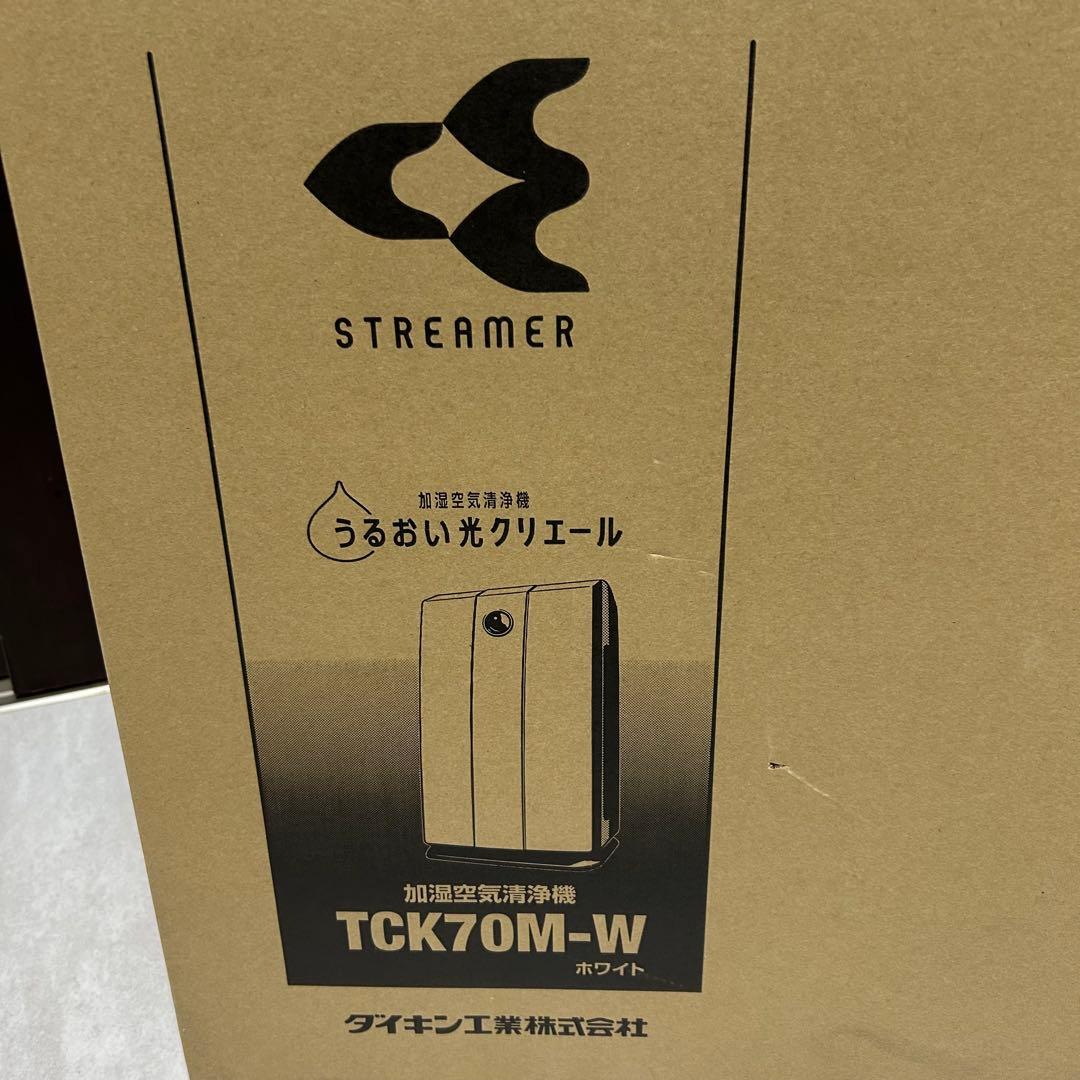 STREAMER
加湿空気清浄機
うるおい光クリエール
加湿空気清浄機
TCK70M-W
ホワイト
ダイキン工業株式会社